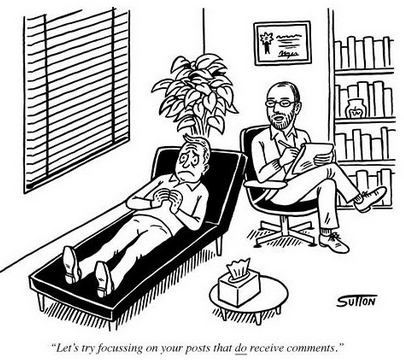 SUTTON
“Let’s try focussing on your posts that do receive comments.”